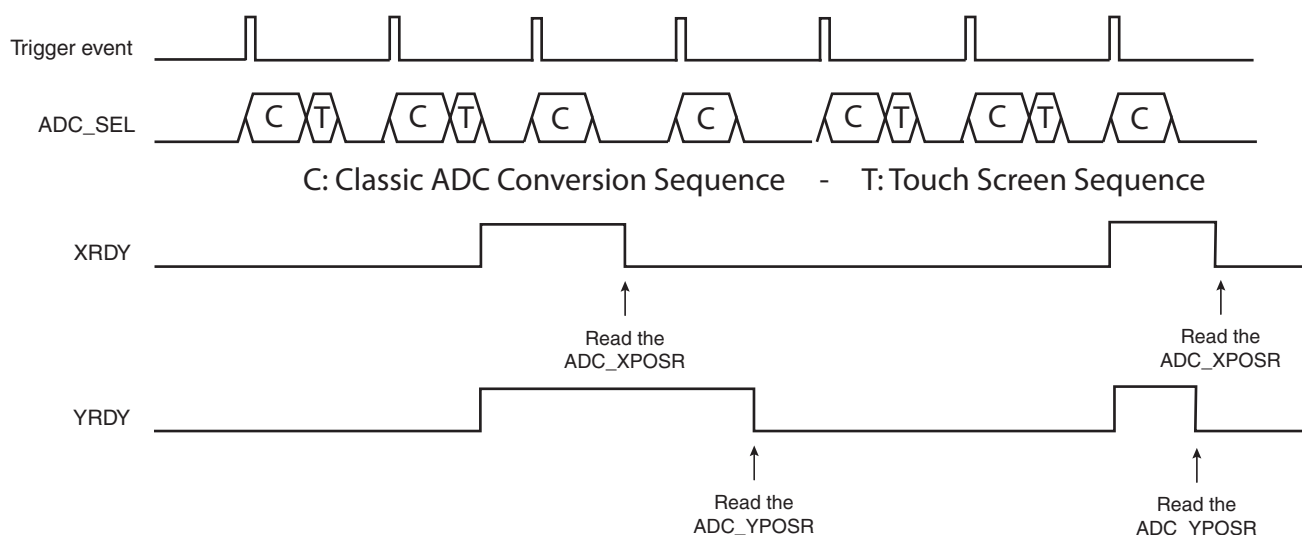 Trigger event
ADC_SEL
C T C T C C C T C T C
C: Classic ADC Conversion Sequence - T: Touch Screen Sequence
XRDY
Read the
ADC_XPOSR
Read the
ADC_XPOSR
YRDY
Read the
ADC_YPOSR
Read the
ADC_YPOSR